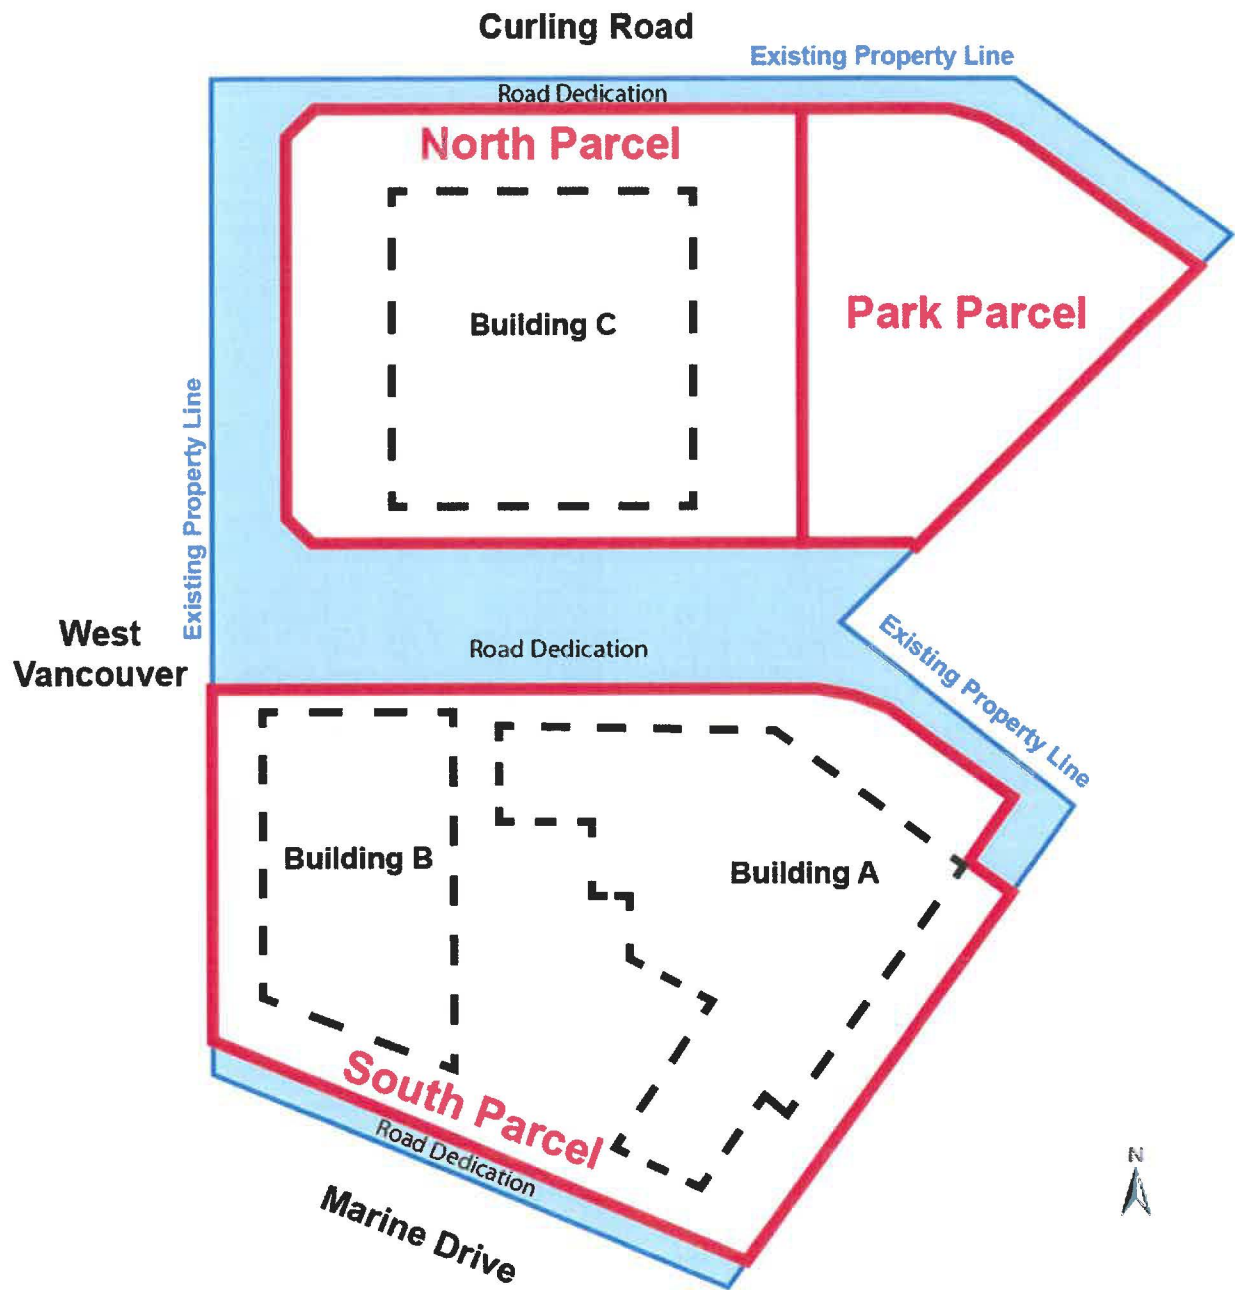 Curling Road
Existing Property Line
Road Dedication
North Parcel
Building C
Park Parcel
Existing Property Line
West
Vancouver
Road Dedication
Existing Property Line
Building B
Building A
South Parcel
Road Dedication
Marine Drive
N